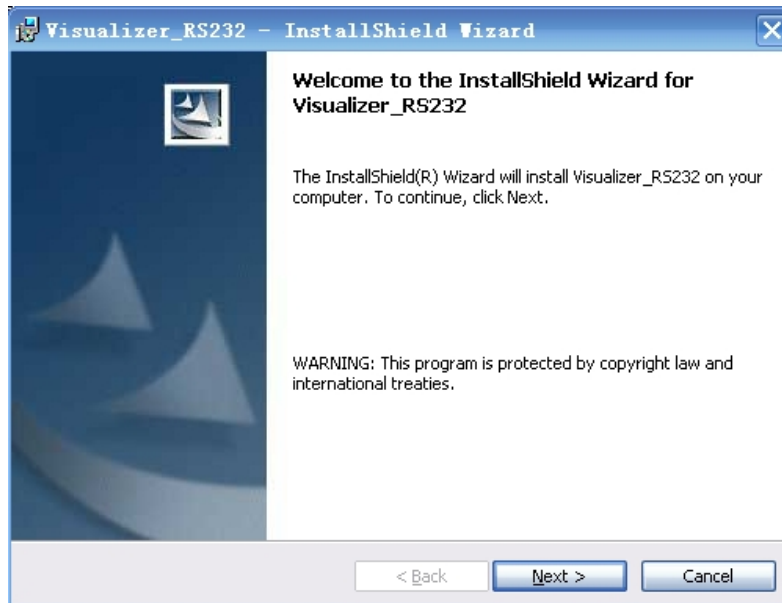 Visualizer_RS232 - InstallShield Wizard
Welcome to the InstallShield Wizard for
Visualizer_RS232
The InstallShield(R) Wizard will install Visualizer_RS232 on your
computer. To continue, click Next.
WARNING: This program is protected by copyright law and
international treaties.
< Back
Next >
Cancel